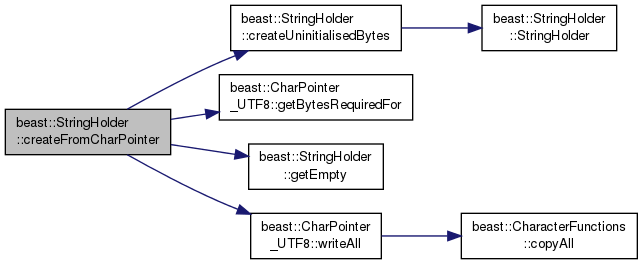 beast::StringHolder
::createFromCharPointer
beast::StringHolder
::createUninitialisedBytes
beast::StringHolder
::StringHolder
beast::CharPointer
_UTF8::getBytesRequiredFor
beast::StringHolder
::getEmpty
beast::CharPointer
_UTF8::writeAll
beast::CharacterFunctions
::copyAll